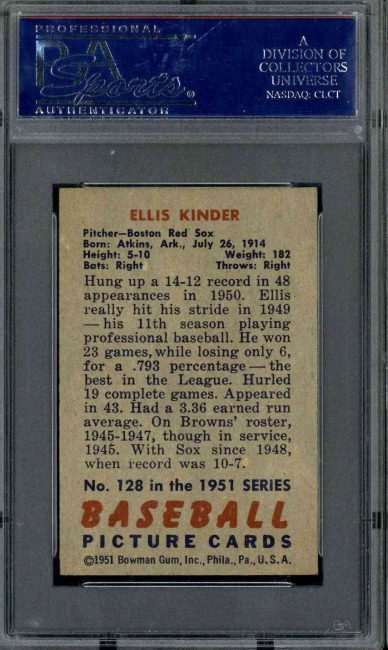 PROFESSIONAL
PSA
Sports®
AUTHENTICATOR
A
DIVISION OF
COLLECTORS
UNIVERSE
NASDAQ: CLCT
ELLIS KINDER
Pitcher—Boston Red Sox
Born: Atkins, Ark., July 26, 1914
Height: 5-10 Weight: 182
Bats: Right Throws: Right
Hung up a 14-12 record in 48
appearances in 1950. Ellis
really hit his stride in 1949
—his 11th season playing
professional baseball. He won
23 games, while losing only 6,
for a .793 percentage—the
best in the League. Hurled
19 complete games. Appeared
in 43. Had a 3.36 earned run
average. On Browns' roster,
1945-1947, though in service,
1945. With Sox since 1948,
when record was 10-7.
No. 128 in the 1951 SERIES
BASEBALL
PICTURE CARDS
©1951 Bowman Gum, Inc., Phila., Pa., U.S.A.